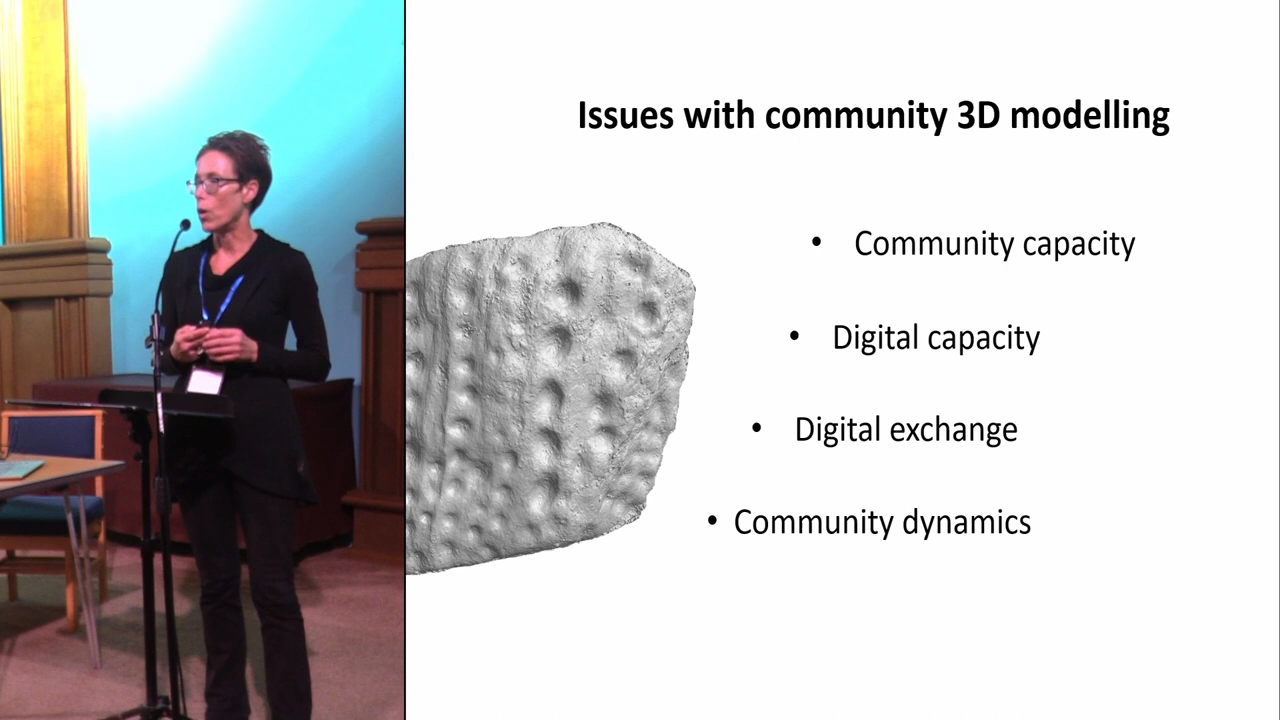 Issues with community 3D modelling
• Community capacity
• Digital capacity
• Digital exchange
• Community dynamics